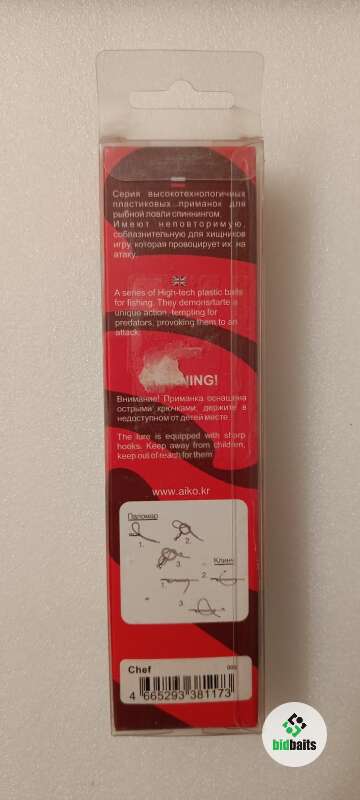 Серия высокотехнологичных
пластиковых приманок для
рыбной ловли спиннингом.
Имеют неповторимую,
соблазнительную для хищников
игру, которая провоцирует их на
атаку.
A series of High-tech plastic baits
for fishing. They demonstarte a
unique action, tempting for
predators, provoking them to an
attack.
NING!
Внимание! Приманка оснащена
острыми крючками, держите в
недоступном от детей месте.
The lure is equipped with sharp
hooks. Keep away from children,
keep out of reach for them
www.aiko.kr
Паломар
1.
2.
3.
Клинч
1.
2.
3.
Chef
4 665293 381173
bidbaits